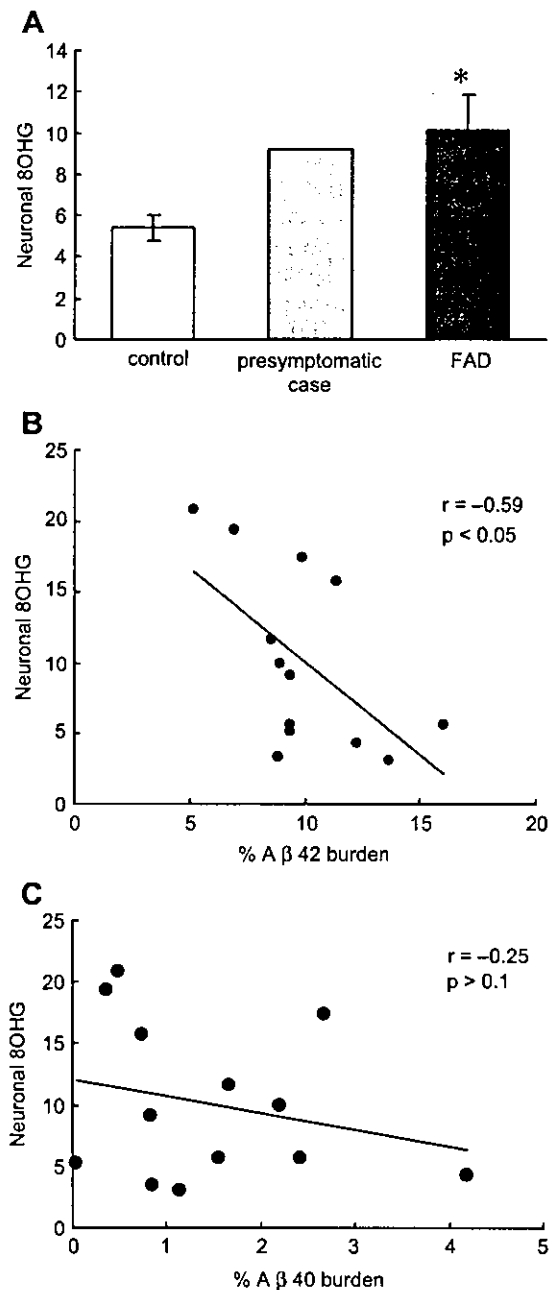 A
14
12
10
8
6
4
2
0
Neuronal 8OHG
*
control
presymptomatic
case
FAD
B
25
20
15
10
5
0
Neuronal 8OHG
r = –0.59
p < 0.05
0
5
10
15
20
% A β 42 burden
C
25
20
15
10
5
0
Neuronal 8OHG
r = –0.25
p > 0.1
0
1
2
3
4
5
% A β 40 burden